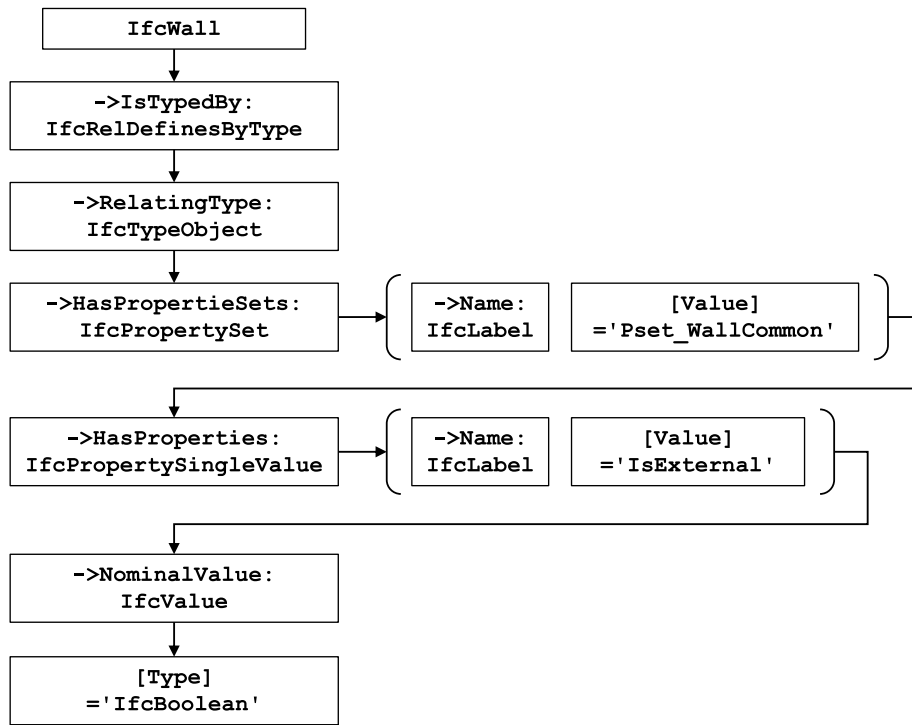 IfcWall
->IsTypedBy:
IfcRelDefinesByType
->RelatingType:
IfcTypeObject
->HasPropertieSets:
IfcPropertySet
->Name:
IfcLabel
[Value]
='Pset_WallCommon'
->HasProperties:
IfcPropertySingleValue
->Name:
IfcLabel
[Value]
='IsExternal'
->NominalValue:
IfcValue
[Type]
='IfcBoolean'